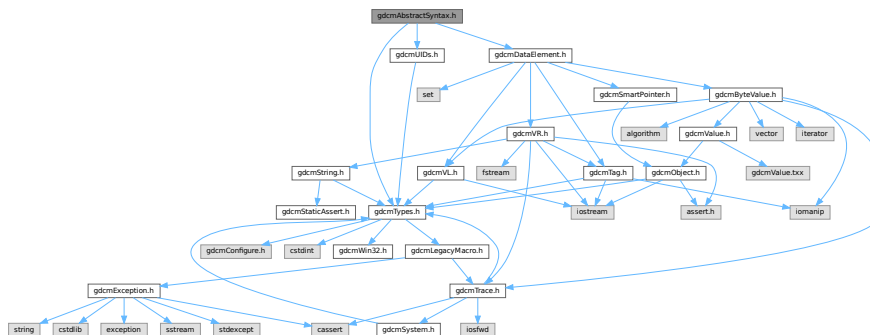 gdcmAbstractSyntax.h
gdcmUIDs.h
gdcmDataElement.h
set
gdcmSmartPointer.h
gdcmByteValue.h
gdcmVR.h
algorithm
gdcmValue.h
vector
iterator
gdcmString.h
fstream
gdcmVL.h
gdcmTag.h
gdcmObject.h
gdcmValue.txx
gdcmStaticAssert.h
gdcmTypes.h
iostream
assert.h
iomanip
gdcmConfigure.h
cstdint
gdcmWin32.h
gdcmLegacyMacro.h
gdcmException.h
gdcmTrace.h
string
cstdlib
exception
sstream
stdexcept
cassert
gdcmSystem.h
iosfwd